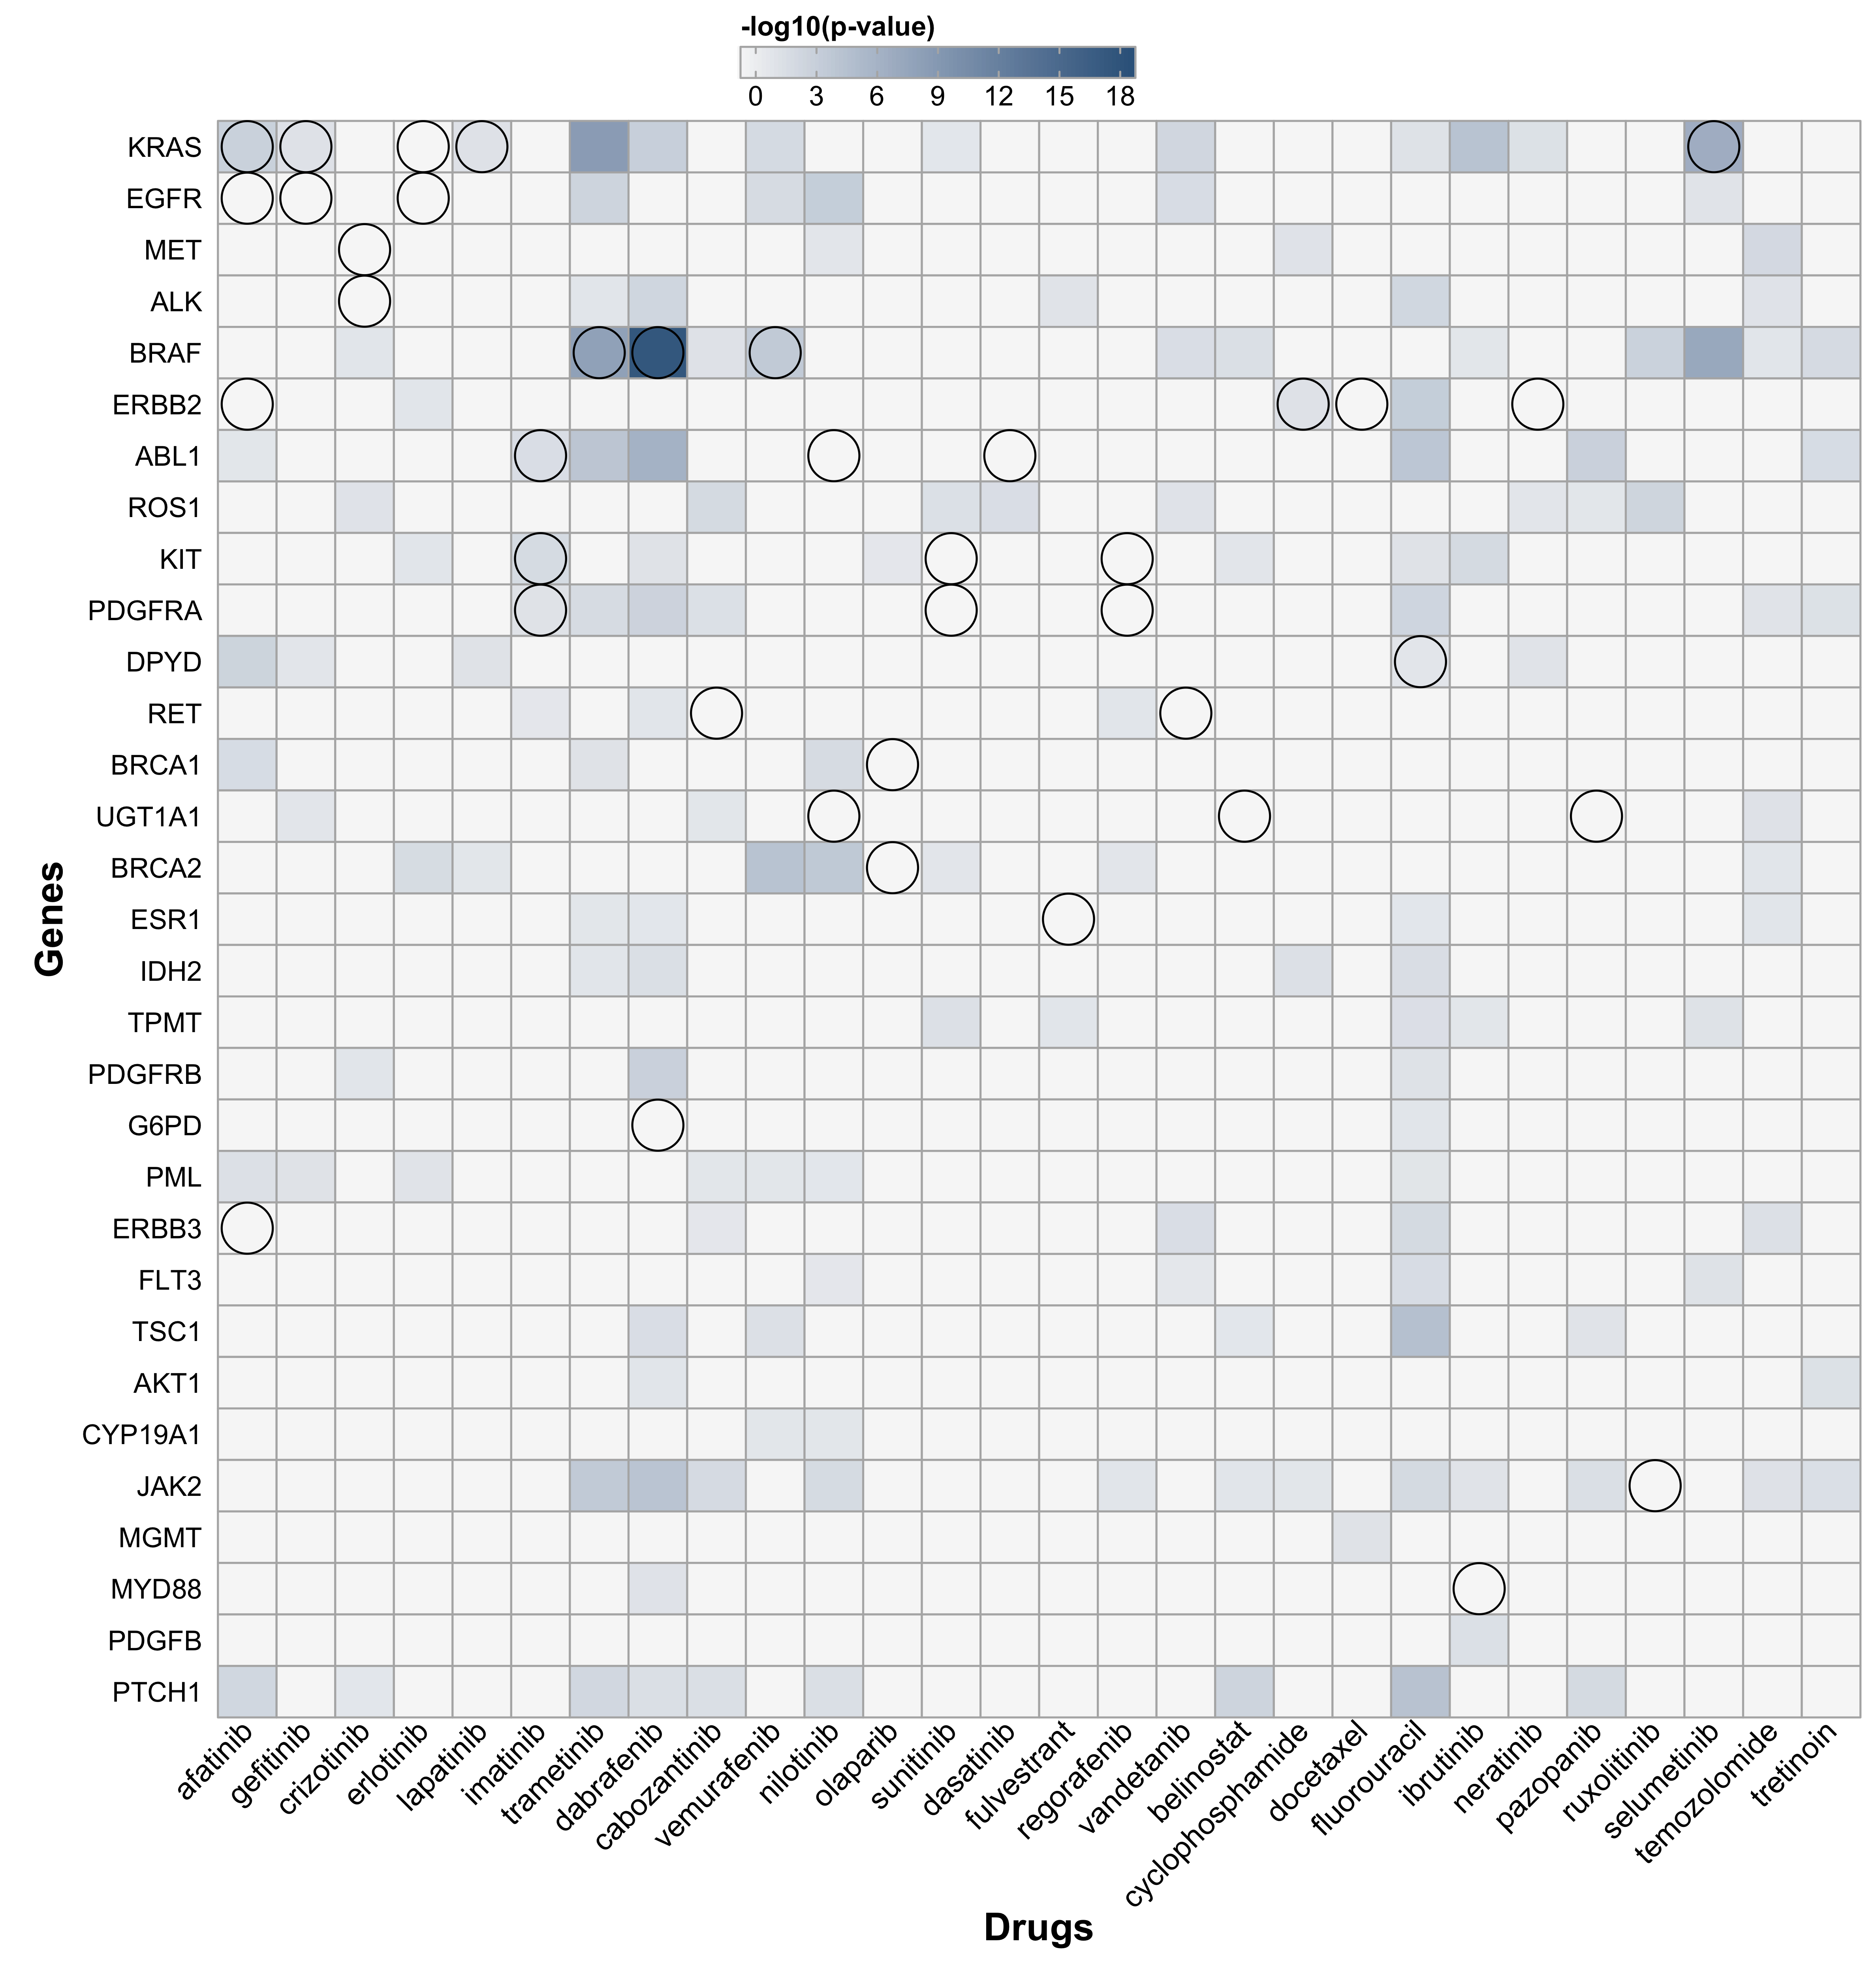 -log10(p-value)
0 3 6 9 12 15 18
KRAS
EGFR
MET
ALK
BRAF
ERBB2
ABL1
ROS1
KIT
PDGFRA
DPYD
RET
BRCA1
UGT1A1
BRCA2
ESR1
IDH2
TPMT
PDGFRB
G6PD
PML
ERBB3
FLT3
TSC1
AKT1
CYP19A1
JAK2
MGMT
MYD88
PDGFB
PTCH1
Genes
afatinib
gefitinib
crizotinib
erlotinib
lapatinib
imatinib
trametinib
dabrafenib
cabozantinib
vemurafenib
nilotinib
olaparib
sunitinib
dasatinib
fulvestrant
regorafenib
vandetanib
belinostat
cyclophosphamide
docetaxel
fluorouracil
ibrutinib
neratinib
pazopanib
ruxolitinib
selumetinib
temozolomide
tretinoin
Drugs